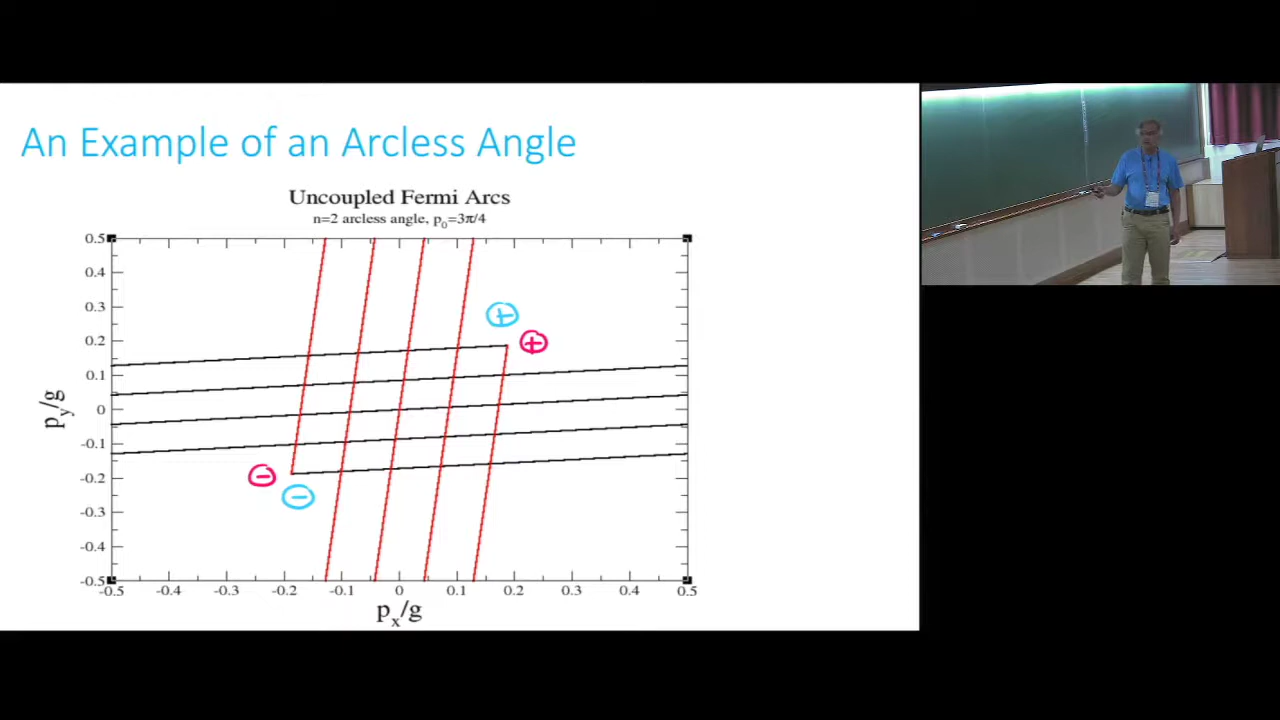 An Example of an Arcless Angle
Uncoupled Fermi Arcs
n=2 arcless angle, p₀=3π/4
0.5
0.4
0.3
0.2
0.1
0
-0.1
-0.2
-0.3
-0.4
-0.5
p_y/g
+
+
-
-
-0.5 -0.4 -0.3 -0.2 -0.1 0 0.1 0.2 0.3 0.4 0.5
pₓ/g